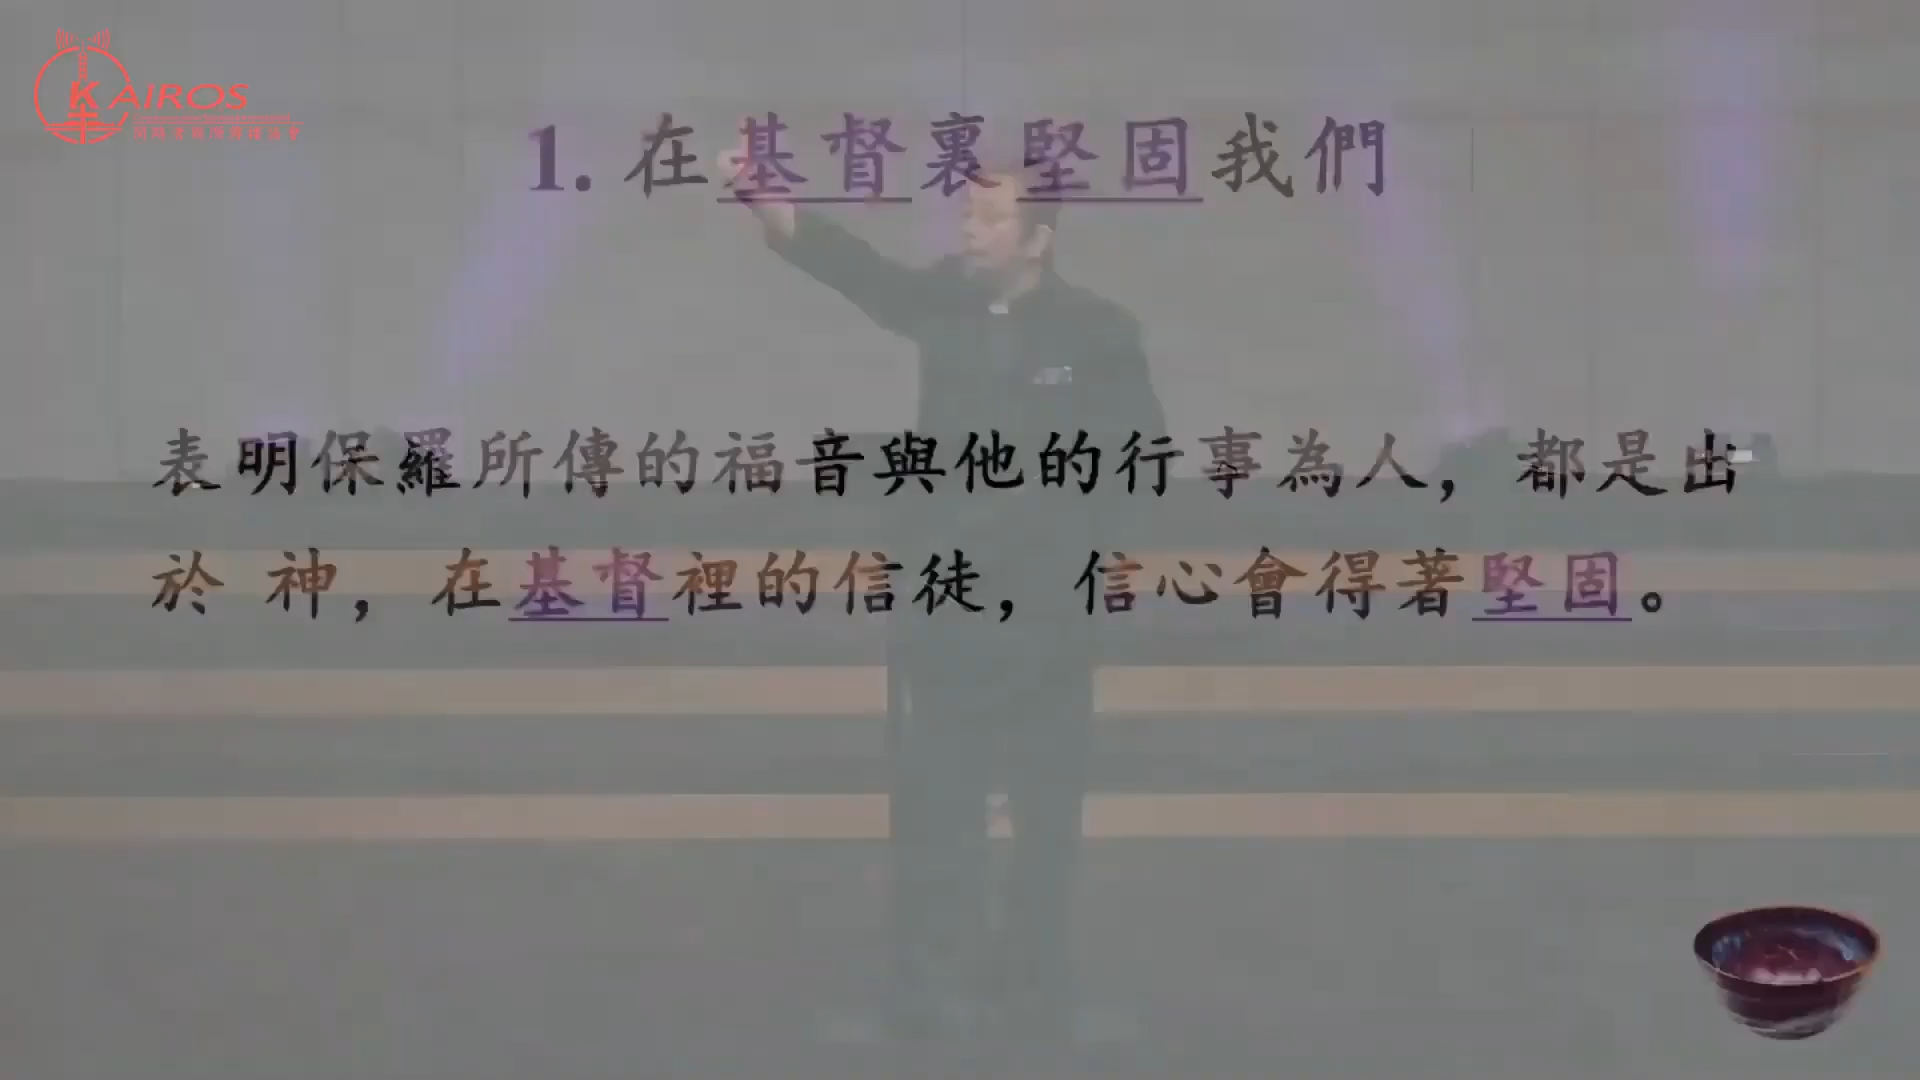 KAIROS
1. 在基督裏堅固我們
表明保羅所傳的福音與他的行事為人，都是出
於 神，在基督裡的信徒，信心會得著堅固。